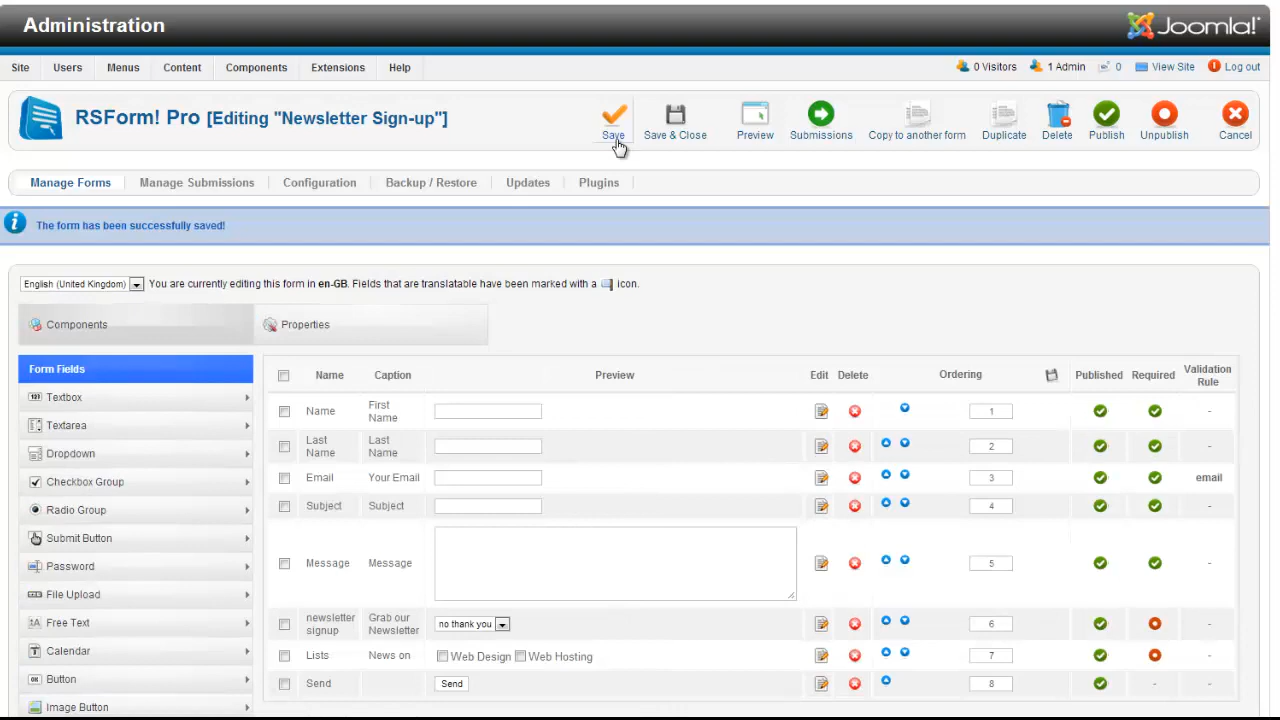 Administration
Joomla!
Site Users Menus Content Components Extensions Help
0 Visitors 1 Admin 0 View Site Log out
RSForm! Pro [Editing "Newsletter Sign-up"]
Save Save & Close Preview Submissions Copy to another form Duplicate Delete Publish Unpublish Cancel
Manage Forms Manage Submissions Configuration Backup / Restore Updates Plugins
The form has been successfully saved!
English (United Kingdom) You are currently editing this form in en-GB. Fields that are translatable have been marked with a icon.
Components Properties
Form Fields
Textbox
Textarea
Dropdown
Checkbox Group
Radio Group
Submit Button
Password
File Upload
Free Text
Calendar
Button
Image Button
Name Caption Preview Edit Delete Ordering Published Required Validation
Rule
Name First
Name 1 -
Last
Name Last
Name 2 -
Email Your Email 3 email
Subject Subject 4 -
Message Message 5 -
newsletter
signup Grab our
Newsletter no thank you 6 -
Lists News on Web Design Web Hosting 7 -
Send Send 8 - -